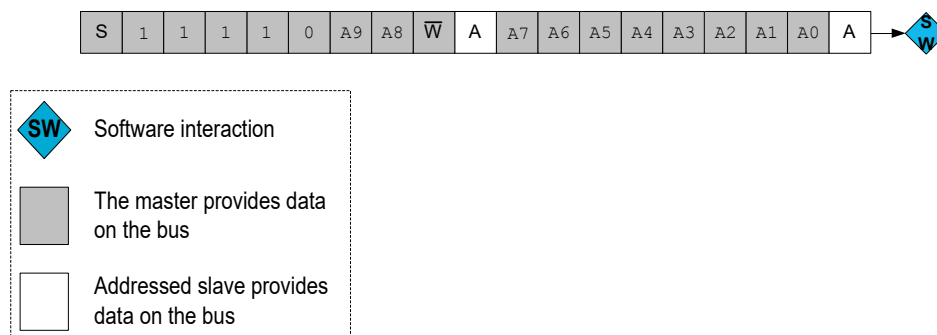 S 1 1 1 1 0 A9 A8 W̅ A A7 A6 A5 A4 A3 A2 A1 A0 A SW
SW Software interaction
The master provides data
on the bus
Addressed slave provides
data on the bus